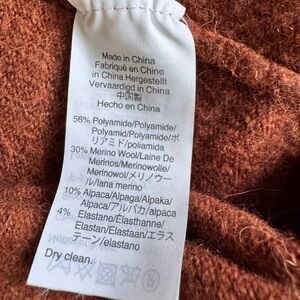 Made in China
Fabriqué en Chine
in China Hergestellt
Vervaardigd in China
中国製
Hecho en China
56% Polyamide/Polyamide/
Polyamid/Polyamide/ポ
リアミド/poliamida
30% Merino Wool/Laine De
Merinos/Merinowolle/
Merinowol/メリノウー
ル/lana merino
10% Alpaca/Alpaga/Alpaka/
Alpaca/アルパカ/alpaca
4% Elastane/Élasthanne/
Elastan/Elastaan/エラス
テーン/elastano
Dry clean.